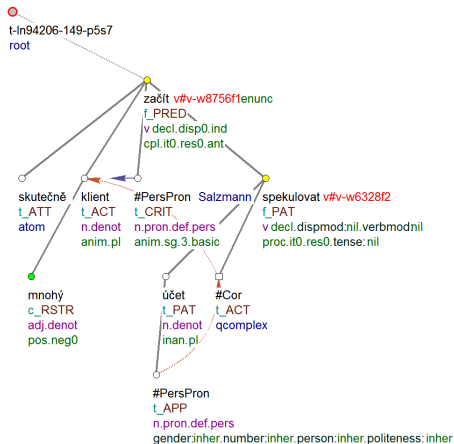 t-ln94206-149-p5s7
root
začít v#v-w8756f1enunc
f_PRED
v decl.disp0.ind
cpl.it0.res0.ant
skutečně
t_ATT
atom
klient
t_ACT
n.denot
anim.pl
#PersPron
t_CRIT
n.pron.def.pers
anim.sg.3.basic
Salzmann
spekulovat v#v-w6328f2
f_PAT
v decl.dispmod:nil.verbmod:nil
proc.it0.res0.tense:nil
mnohý
c_RSTR
adj.denot
pos.neg0
účet
t_PAT
n.denot
inan.pl
#Cor
t_ACT
qcomplex
#PersPron
t_APP
n.pron.def.pers
gender:inher.number:inher.person:inher.politeness: inher